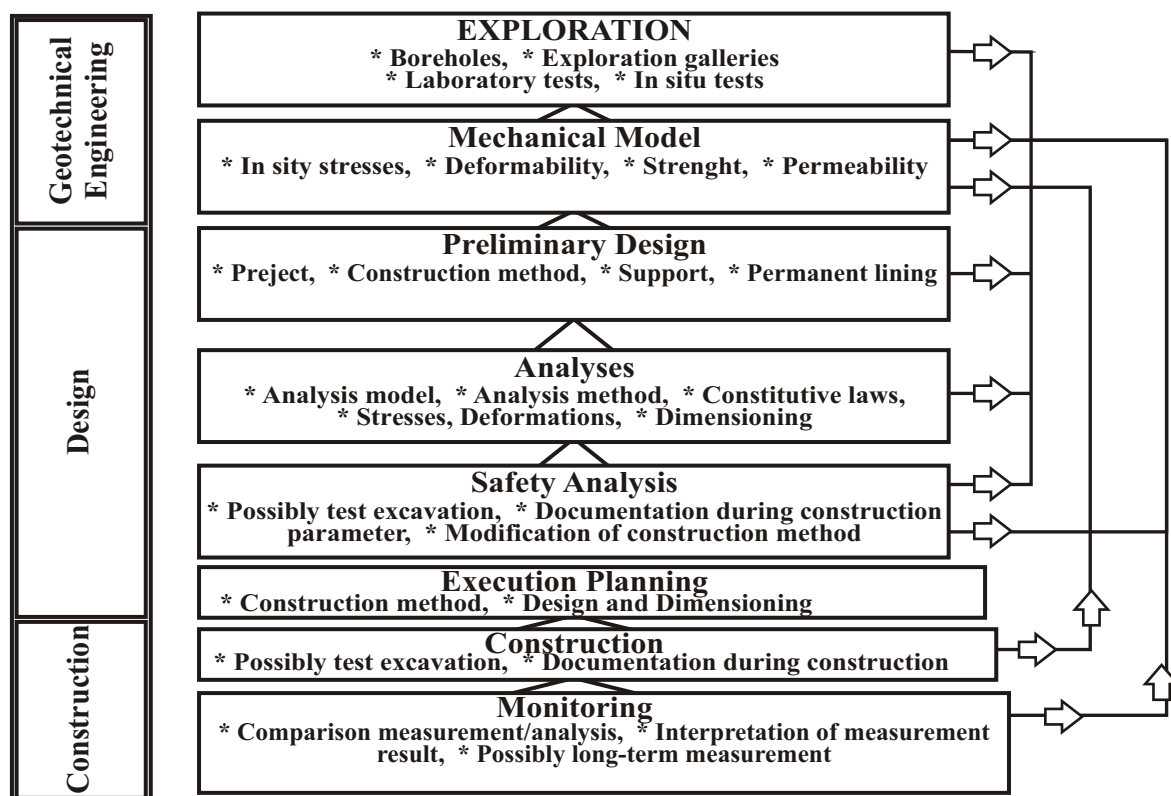 Geotechnical
Engineering
Design
Construction
EXPLORATION
* Boreholes, * Exploration galleries
* Laboratory tests, * In situ tests
Mechanical Model
* In sity stresses, * Deformability, * Strenght, * Permeability
Preliminary Design
* Preject, * Construction method, * Support, * Permanent lining
Analyses
* Analysis model, * Analysis method, * Constitutive laws,
* Stresses, Deformations, * Dimensioning
Safety Analysis
* Possibly test excavation, * Documentation during construction
parameter, * Modification of construction method
Execution Planning
* Construction method, * Design and Dimensioning
Construction
* Possibly test excavation, * Documentation during construction
Monitoring
* Comparison measurement/analysis, * Interpretation of measurement
result, * Possibly long-term measurement